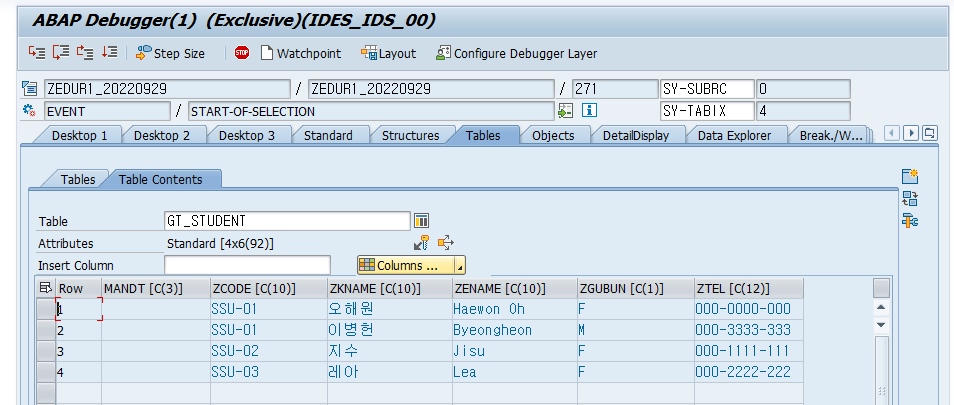 ABAP Debugger(1) (Exclusive)(IDES_IDS_00)
Step Size STOP Watchpoint Layout Configure Debugger Layer
ZEDUR1_20220929 / ZEDUR1_20220929 / 271 SY-SUBRC 0
EVENT / START-OF-SELECTION SY-TABIX 4
Desktop 1 Desktop 2 Desktop 3 Standard Structures Tables Objects DetailDisplay Data Explorer Break./W...
Tables Table Contents
Table GT_STUDENT
Attributes Standard [4x6(92)]
Insert Column Columns ...
Row MANDT [C(3)] ZCODE [C(10)] ZKNAME [C(10)] ZENAME [C(10)] ZGUBUN [C(1)] ZTEL [C(12)]
1 SSU-01 오해원 Haewon Oh F 000-0000-000
2 SSU-01 이병헌 Byeongheon M 000-3333-333
3 SSU-02 지수 Jisu F 000-1111-111
4 SSU-03 레아 Lea F 000-2222-222